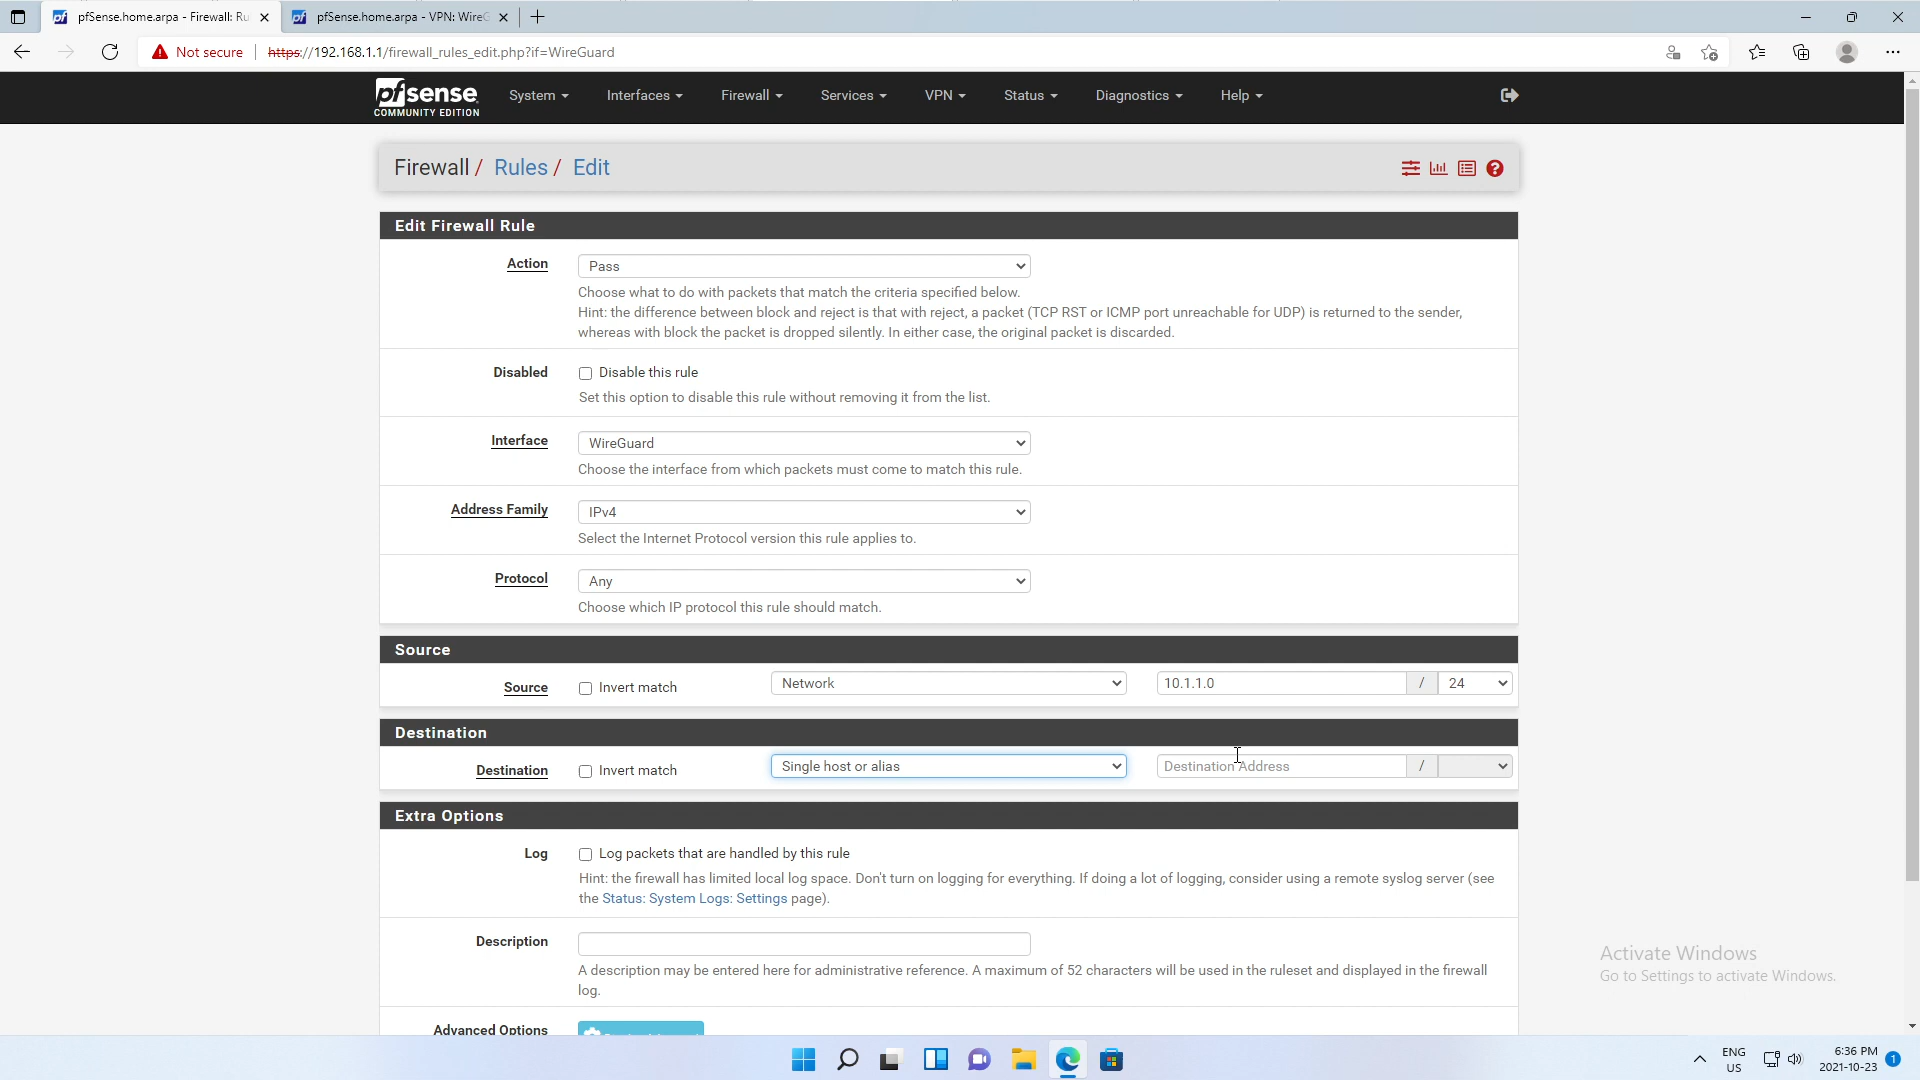 pfSense.home.arpa - Firewall: Ru
pfSense.home.arpa - VPN: WireG
Not secure
https://192.168.1.1/firewall_rules_edit.php?if=WireGuard
pfsense
COMMUNITY EDITION
System
Interfaces
Firewall
Services
VPN
Status
Diagnostics
Help
Firewall / Rules / Edit
Edit Firewall Rule
Action
Pass
Choose what to do with packets that match the criteria specified below.
Hint: the difference between block and reject is that with reject, a packet (TCP RST or ICMP port unreachable for UDP) is returned to the sender,
whereas with block the packet is dropped silently. In either case, the original packet is discarded.
Disabled
Disable this rule
Set this option to disable this rule without removing it from the list.
Interface
WireGuard
Choose the interface from which packets must come to match this rule.
Address Family
IPv4
Select the Internet Protocol version this rule applies to.
Protocol
Any
Choose which IP protocol this rule should match.
Source
Source
Invert match
Network
10.1.1.0
/
24
Destination
Destination
Invert match
Single host or alias
Destination Address
/
Extra Options
Log
Log packets that are handled by this rule
Hint: the firewall has limited local log space. Don't turn on logging for everything. If doing a lot of logging, consider using a remote syslog server (see
the Status: System Logs: Settings page).
Description
A description may be entered here for administrative reference. A maximum of 52 characters will be used in the ruleset and displayed in the firewall
log.
Advanced Options
Activate Windows
Go to Settings to activate Windows.
ENG
US
6:36 PM
2021-10-23
1